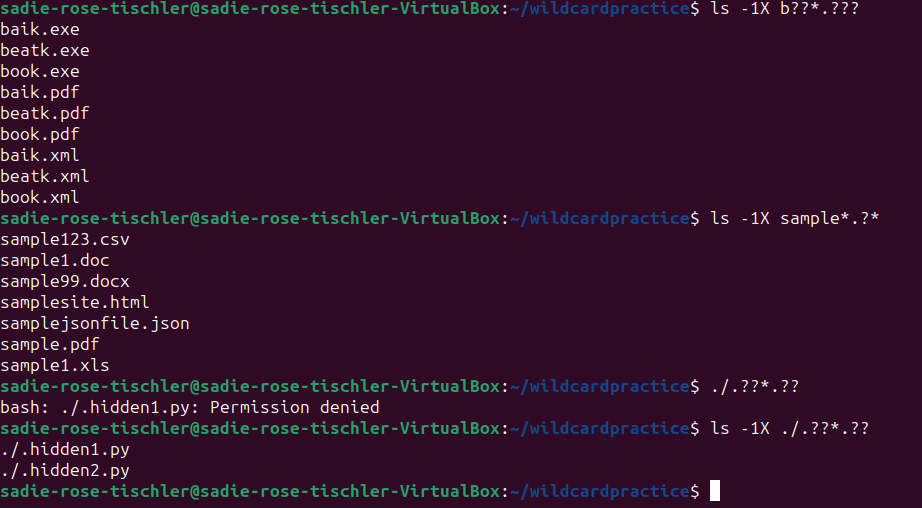 sadie-rose-tischler@sadie-rose-tischler-VirtualBox:~/wildcardpractice$ ls -1X b??*.???
baik.exe
beatk.exe
book.exe
baik.pdf
beatk.pdf
book.pdf
baik.xml
beatk.xml
book.xml
sadie-rose-tischler@sadie-rose-tischler-VirtualBox:~/wildcardpractice$ ls -1X sample*.?*
sample123.csv
sample1.doc
sample99.docx
samplesite.html
samplejsonfile.json
sample.pdf
sample1.xls
sadie-rose-tischler@sadie-rose-tischler-VirtualBox:~/wildcardpractice$ ./.??*.??
bash: ./.hidden1.py: Permission denied
sadie-rose-tischler@sadie-rose-tischler-VirtualBox:~/wildcardpractice$ ls -1X ./.??*.??
./.hidden1.py
./.hidden2.py
sadie-rose-tischler@sadie-rose-tischler-VirtualBox:~/wildcardpractice$